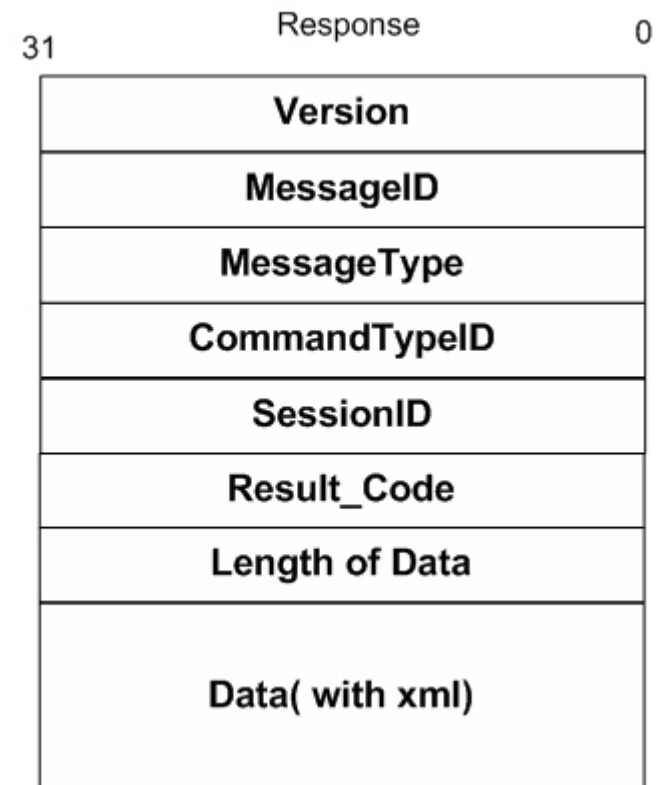 Response
31 0
Version
MessageID
MessageType
CommandTypeID
SessionID
Result_Code
Length of Data
Data( with xml)